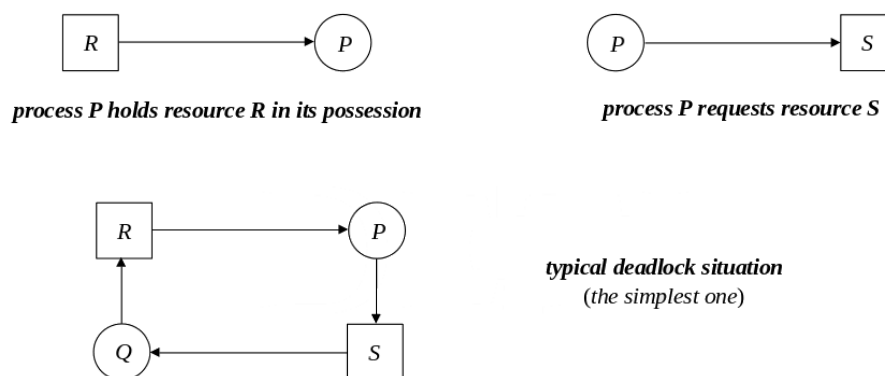 R
P
P
S
process P holds resource R in its possession
process P requests resource S
R
P
typical deadlock situation
(the simplest one)
Q
S